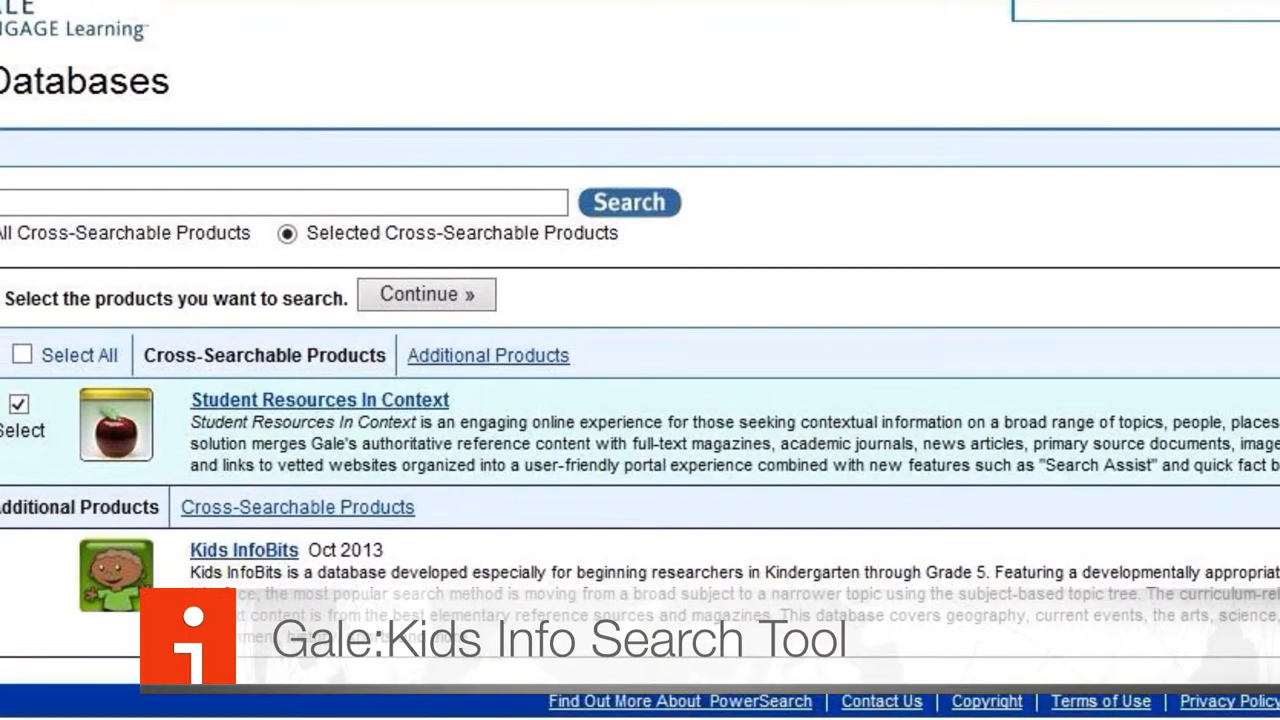 Learning
Databases
Search
Cross-Searchable Products Selected Cross-Searchable Products
Select the products you want to search. Continue »
Select All Cross-Searchable Products Additional Products
Student Resources In Context
Student Resources In Context is an engaging online experience for those seeking contextual information on a broad range of topics, people, places
Select
solution merges Gale's authoritative reference content with full-text magazines, academic journals, news articles, primary source documents, image
and links to vetted websites organized into a user-friendly portal experience combined with new features such as "Search Assist" and quick fact
Additional Products Cross-Searchable Products
Kids InfoBits Oct 2013
Kids InfoBits is a database developed especially for beginning researchers in Kindergarten through Grade 5. Featuring a developmentally appropriat
the most popular search method is moving from a broad subject to a narrower topic using the subject-based topic tree. The curriculum-rel
content is from the best elementary reference sources and magazines. This database covers geography, current events, the arts, science,
i Gale:Kids Info Search Tool
Find Out More About PowerSearch | Contact Us | Copyright | Terms of Use | Privacy Policy